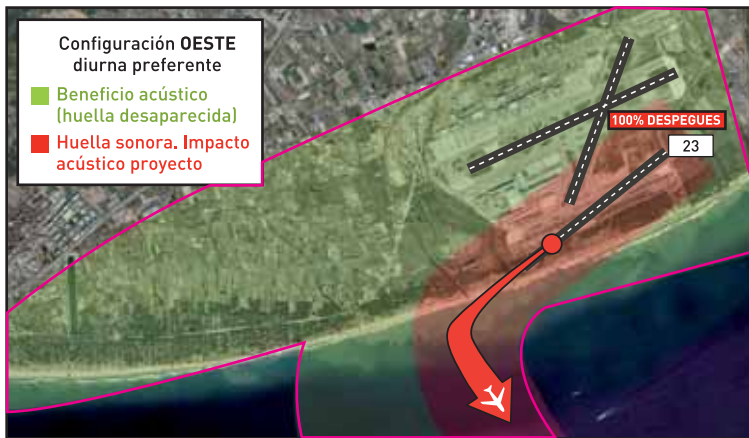 Configuración OESTE
diurna preferente
Beneficio acústico
(huella desaparecida)
Huella sonora. Impacto
acústico proyecto
100% DESPEGUES
23